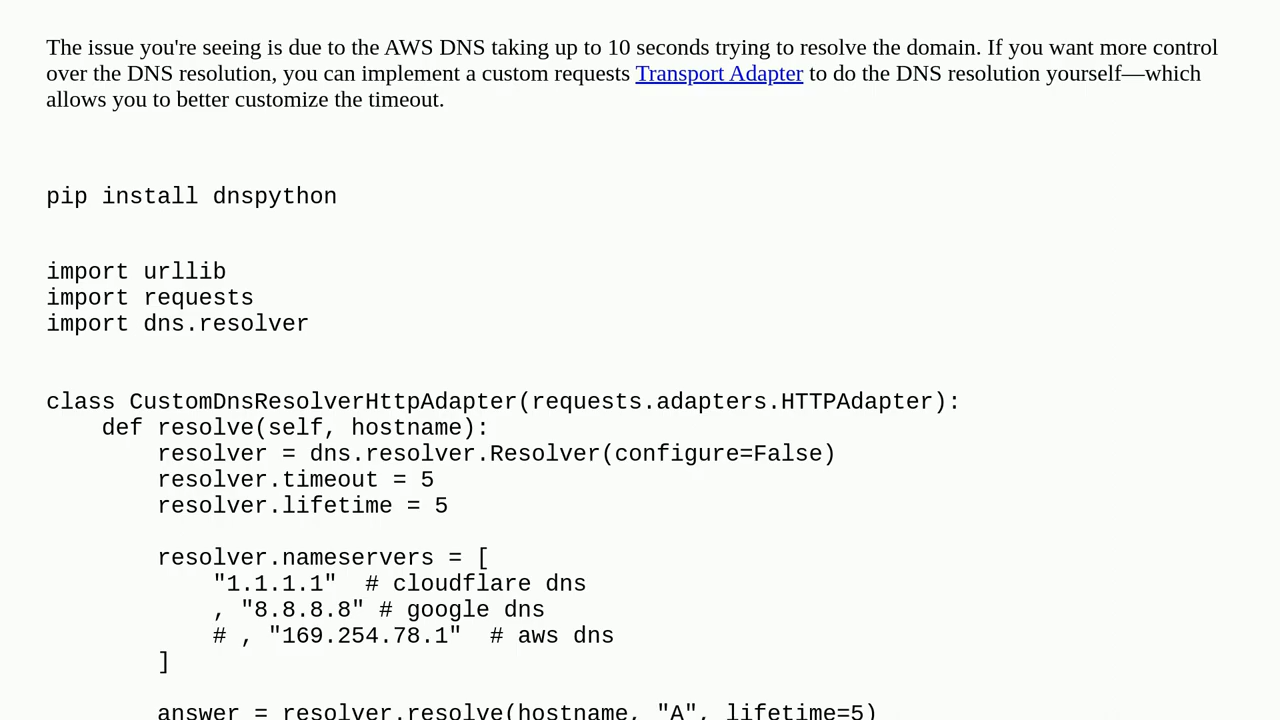 The issue you're seeing is due to the AWS DNS taking up to 10 seconds trying to resolve the domain. If you want more control
over the DNS resolution, you can implement a custom requests Transport Adapter to do the DNS resolution yourself—which
allows you to better customize the timeout.
pip install dnspython
import urllib
import requests
import dns.resolver
class CustomDnsResolverHttpAdapter(requests.adapters.HTTPAdapter):
    def resolve(self, hostname):
        resolver = dns.resolver.Resolver(configure=False)
        resolver.timeout = 5
        resolver.lifetime = 5
        resolver.nameservers = [
            "1.1.1.1"  # cloudflare dns
            , "8.8.8.8" # google dns
            # , "169.254.78.1"  # aws dns
        ]
        answer = resolver.resolve(hostname, "A", lifetime=5)